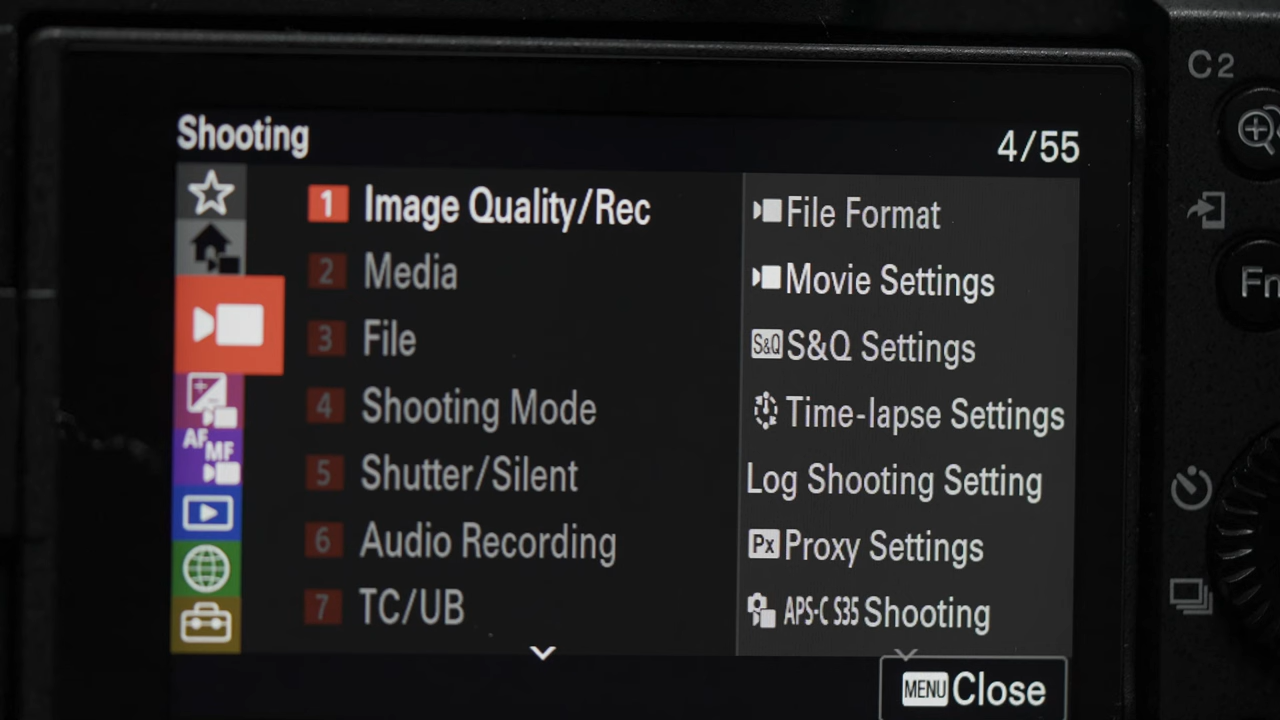 C2
Shooting
4/55
1 Image Quality/Rec
2 Media
3 File
4 Shooting Mode
5 Shutter/Silent
6 Audio Recording
7 TC/UB
AF MF
File Format
Movie Settings
S&Q S&Q Settings
Time-lapse Settings
Log Shooting Setting
Px Proxy Settings
APS-C S35 Shooting
MENU Close
Fn